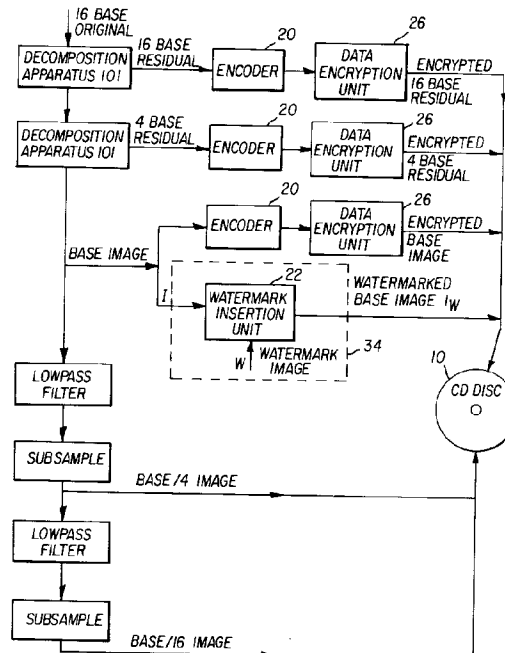 16 BASE
ORIGINAL
DECOMPOSITION
APPARATUS 101
16 BASE
RESIDUAL
20
ENCODER
26
DATA
ENCRYPTION
UNIT
ENCRYPTED
16 BASE
RESIDUAL
DECOMPOSITION
APPARATUS 101
4 BASE
RESIDUAL
20
ENCODER
26
DATA
ENCRYPTION
UNIT
ENCRYPTED
4 BASE
RESIDUAL
20
ENCODER
26
DATA
ENCRYPTION
UNIT
ENCRYPTED
BASE
IMAGE
BASE IMAGE
I
22
WATERMARK
INSERTION
UNIT
WATERMARKED
BASE IMAGE IW
W
WATERMARK
IMAGE
34
10
CD DISC
LOWPASS
FILTER
SUBSAMPLE
BASE/4 IMAGE
LOWPASS
FILTER
SUBSAMPLE
BASE/16 IMAGE